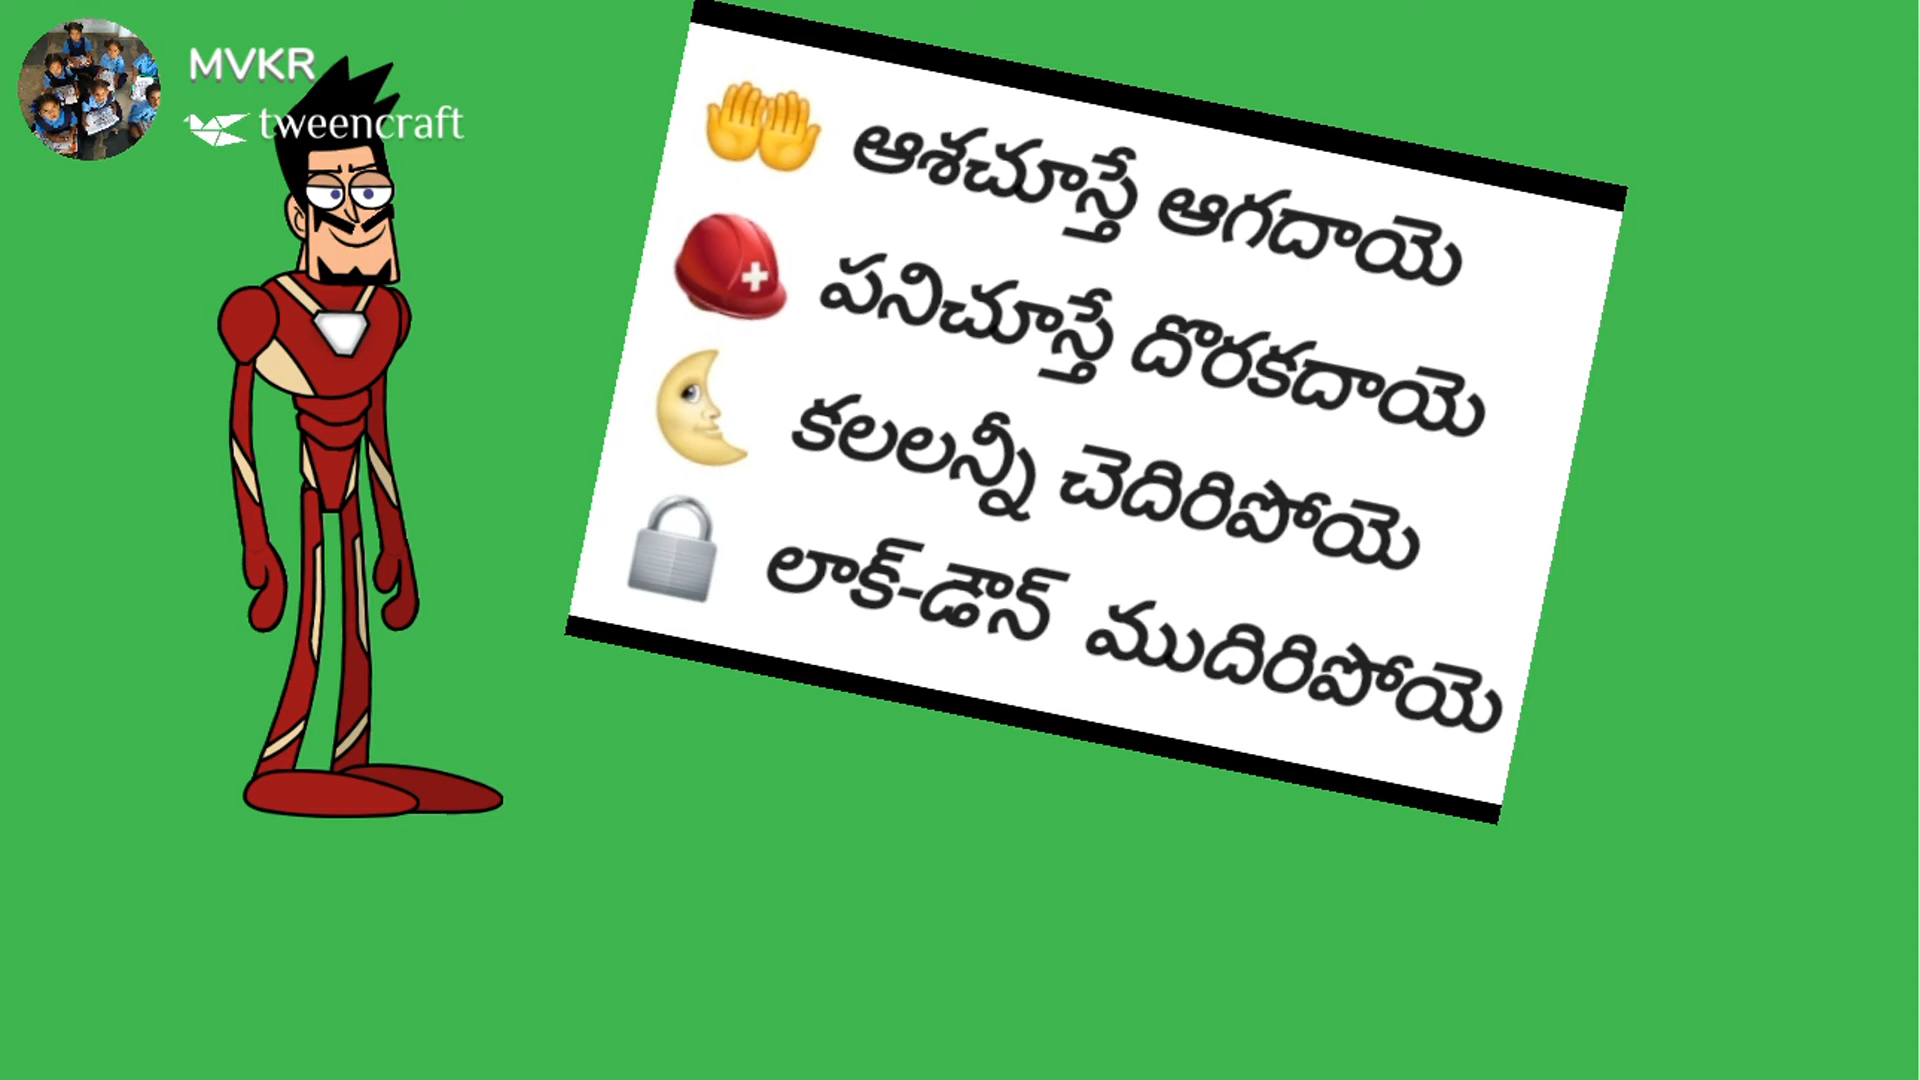 MVKR
tweencraft
ఆశచూస్తే ఆగదాయె
పనిచూస్తే దొరకదాయె
కలలన్నీ చెదిరిపోయె
లాక్-డౌన్ ముదిరిపోయె